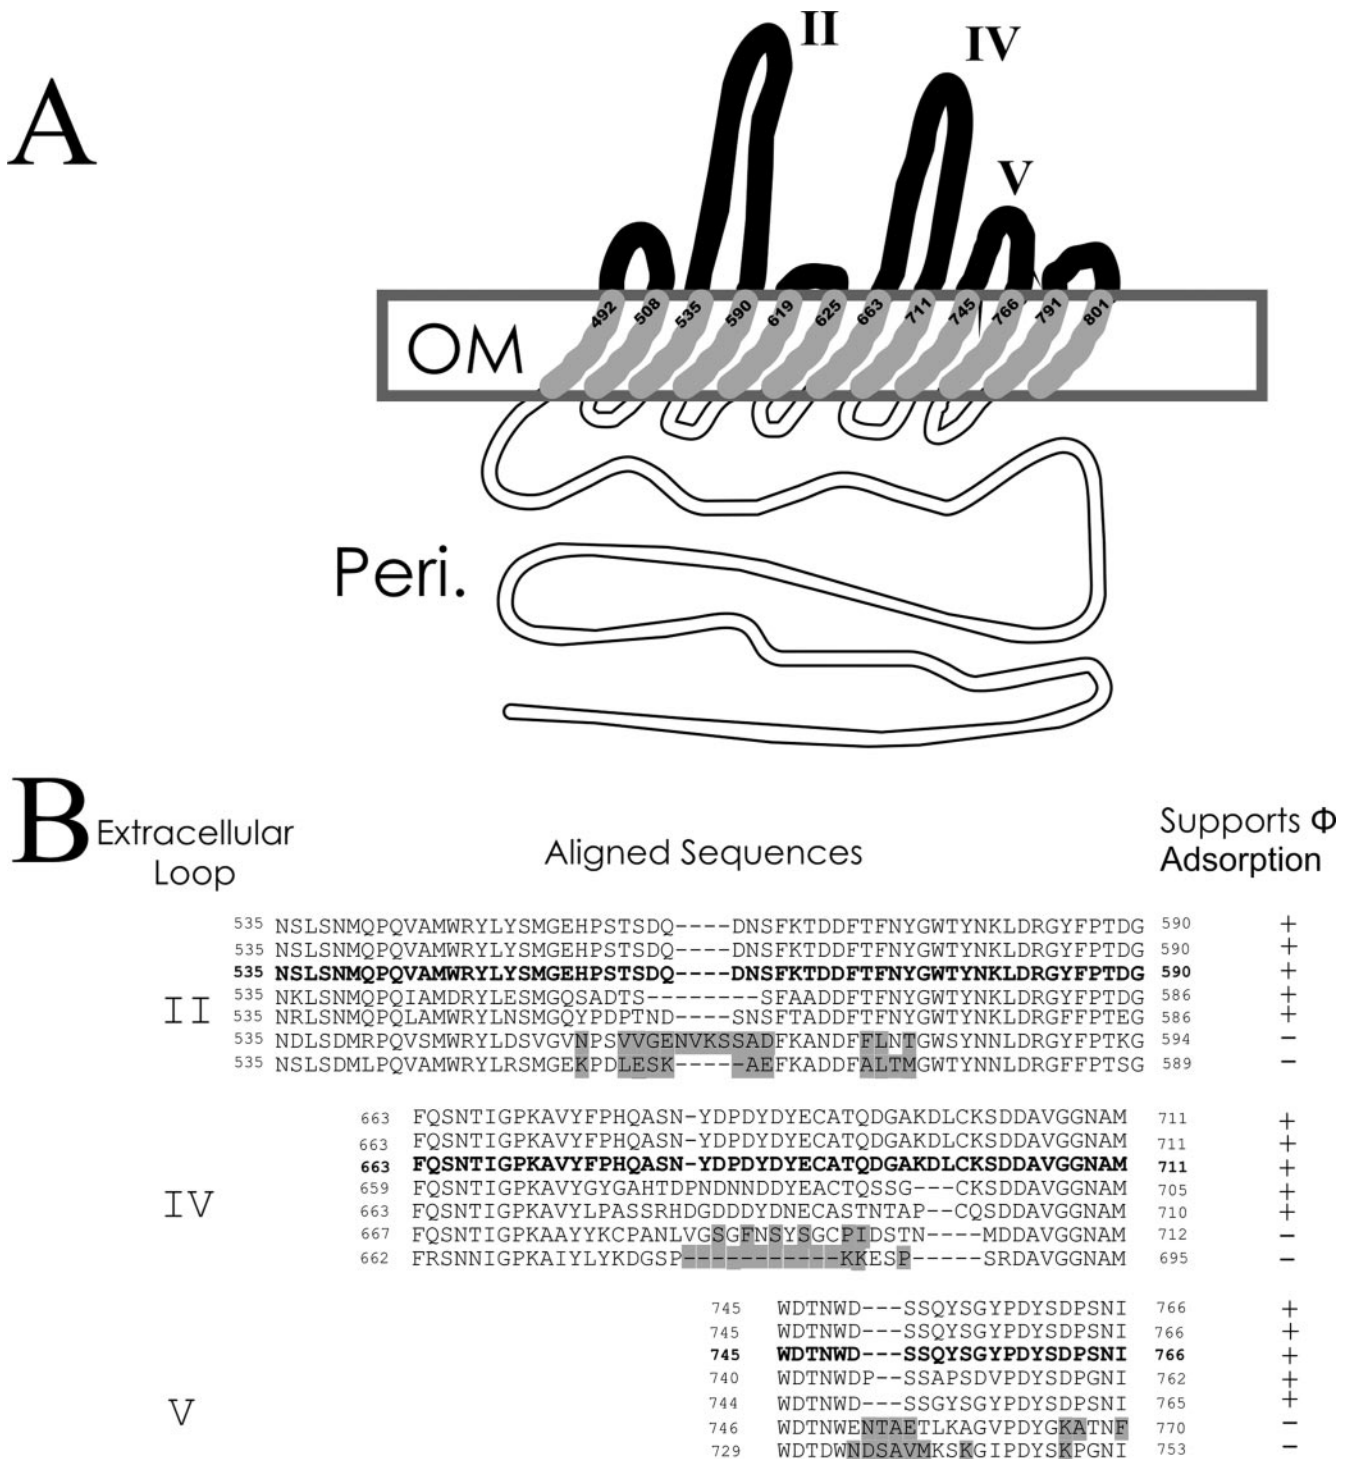 A
II
IV
V
OM
492 508 535 590 619 625 663 711 745 766 791 801
Peri.
B
Extracellular
Loop
Aligned Sequences
Supports Φ
Adsorption
535 NSLSNMQPQVAMWRYLYSMGEHPSTSDQ----DNSFKTDDFTFNYGWTYNKLDRGYFPTDG 590 +
535 NSLSNMQPQVAMWRYLYSMGEHPSTSDQ----DNSFKTDDFTFNYGWTYNKLDRGYFPTDG 590 +
535 NSLSNMQPQVAMWRYLYSMGEHPSTSDQ----DNSFKTDDFTFNYGWTYNKLDRGYFPTDG 590 +
535 NKLSNMQPQIAMDRYLESMGQSADTS--------SFAADDFTFNYGWTYNKLDRGYFPTDG 586 +
II
535 NRLSNMQPQLAMWRYLNSMGQYPDPTND----SNSFTADDFTFNYGWTYNKLDRGFFPTEG 586 +
535 NDLSDMRPQVSMWRYLDSVGVNPSVVGENVKSSADFKANDFFLNTGWSYNNLDRGYFPTKG 594 –
535 NSLSDMLPQVAMWRYLRSMGEKPDLESK-----AEFKADDFALTMGWTYNNLDRGFFPTSG 589 –
663 FQSNTIGPKAVYFPHQASN-YDPDYDYECATQDGAKDLCKSDDAVGGNAM 711 +
663 FQSNTIGPKAVYFPHQASN-YDPDYDYECATQDGAKDLCKSDDAVGGNAM 711 +
663 FQSNTIGPKAVYFPHQASN-YDPDYDYECATQDGAKDLCKSDDAVGGNAM 711 +
659 FQSNTIGPKAVYGYGAHTDPNDNNDDYEACTQSSG---CKSDDAVGGNAM 705 +
IV
663 FQSNTIGPKAVYLPASSRHDGDDDYDNECASTNTAP--CQSDDAVGGNAM 710 +
667 FQSNTIGPKAAYYKCPANLVGSGFNSYSGCPIDSTN----MDDAVGGNAM 712 –
662 FRSNNIGPKAIYLYKDGSP-----------KKESP-----SRDAVGGNAM 695 –
745 WDTNWD---SSQYSGYPDYSDPSNI 766 +
745 WDTNWD---SSQYSGYPDYSDPSNI 766 +
745 WDTNWD---SSQYSGYPDYSDPSNI 766 +
740 WDTNWDP--SSAPSDVPDYSDPGNI 762 +
V
744 WDTNWD---SSGYSGYPDYSDPSNI 765 +
746 WDTNWENTAETLKAGVPDYGKATNF 770 –
729 WDTDWNDSAVMKSKGIPDYSKPGNI 753 –